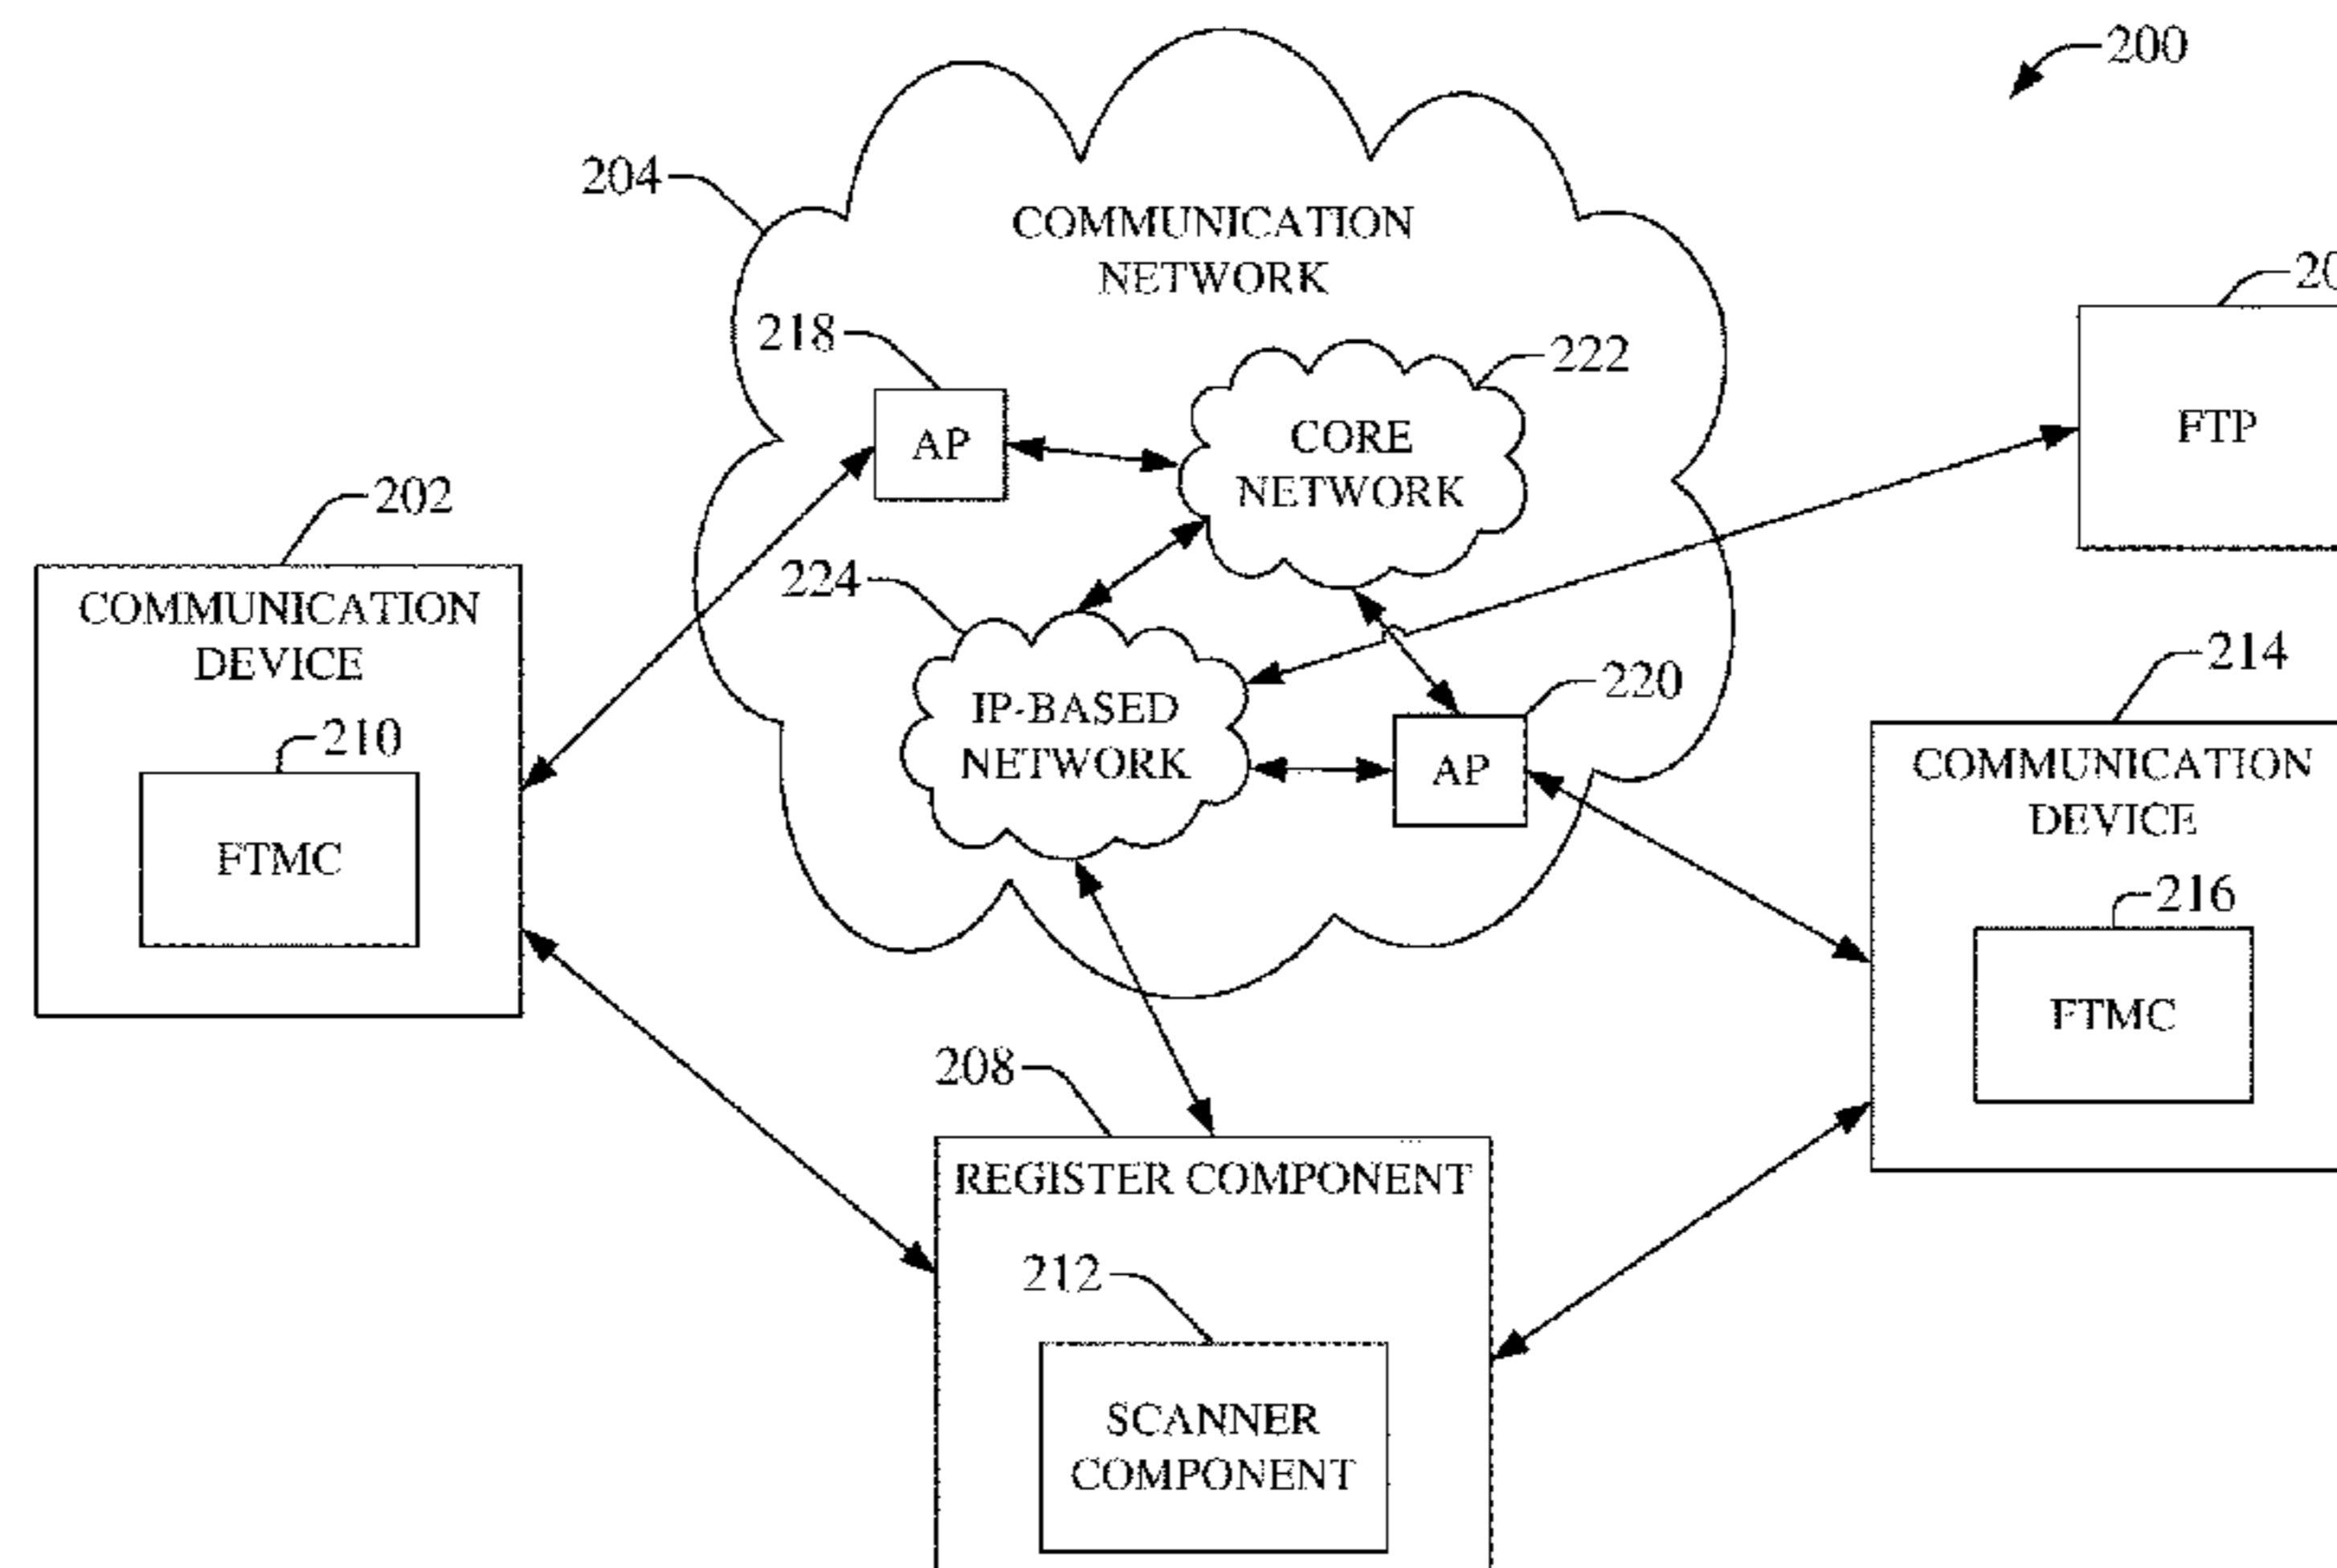 200
204
COMMUNICATION
NETWORK
218
222
AP
CORE
NETWORK
FTP
202
COMMUNICATION
DEVICE
224
210
FTMC
IP-BASED
NETWORK
220
AP
214
COMMUNICATION
DEVICE
216
FTMC
208
REGISTER COMPONENT
212
SCANNER
COMPONENT